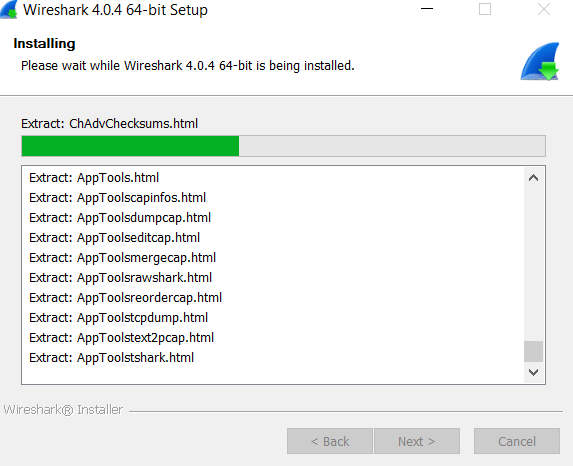 Wireshark 4.0.4 64-bit Setup
Installing
Please wait while Wireshark 4.0.4 64-bit is being installed.
Extract: ChAdvChecksums.html
Extract: AppTools.html
Extract: AppToolscapinfos.html
Extract: AppToolsdumpcap.html
Extract: AppToolseditcap.html
Extract: AppToolsmergecap.html
Extract: AppToolsrawshark.html
Extract: AppToolsreordercap.html
Extract: AppToolstcpdump.html
Extract: AppToolstext2pcap.html
Extract: AppToolstshark.html
Wireshark® Installer
< Back Next > Cancel